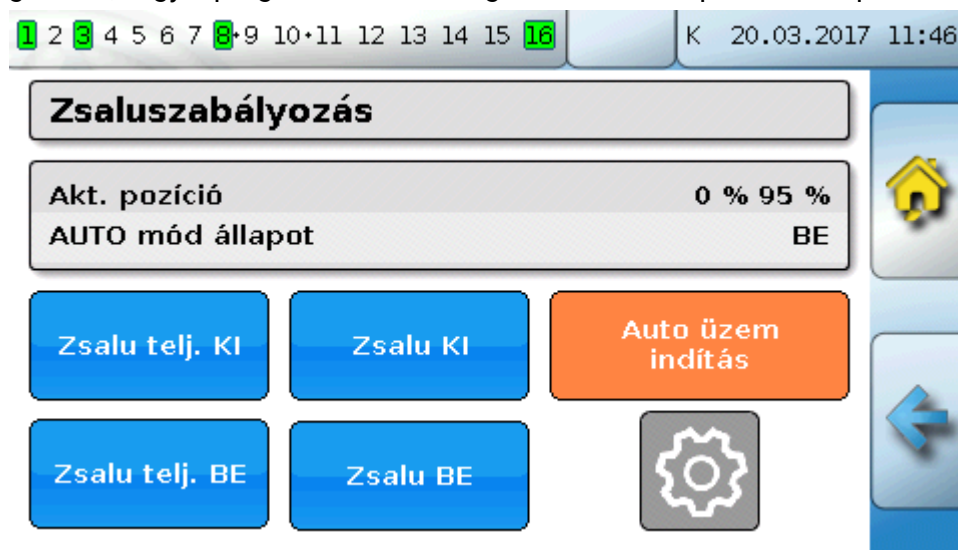 1 2 3 4 5 6 7 8•9 10•11 12 13 14 15 16 K 20.03.2017 11:46
Zsaluszabályozás
Akt. pozíció 0 % 95 %
AUTO mód állapot BE
Zsalu telj. KI Zsalu KI Auto üzem
indítás
Zsalu telj. BE Zsalu BE